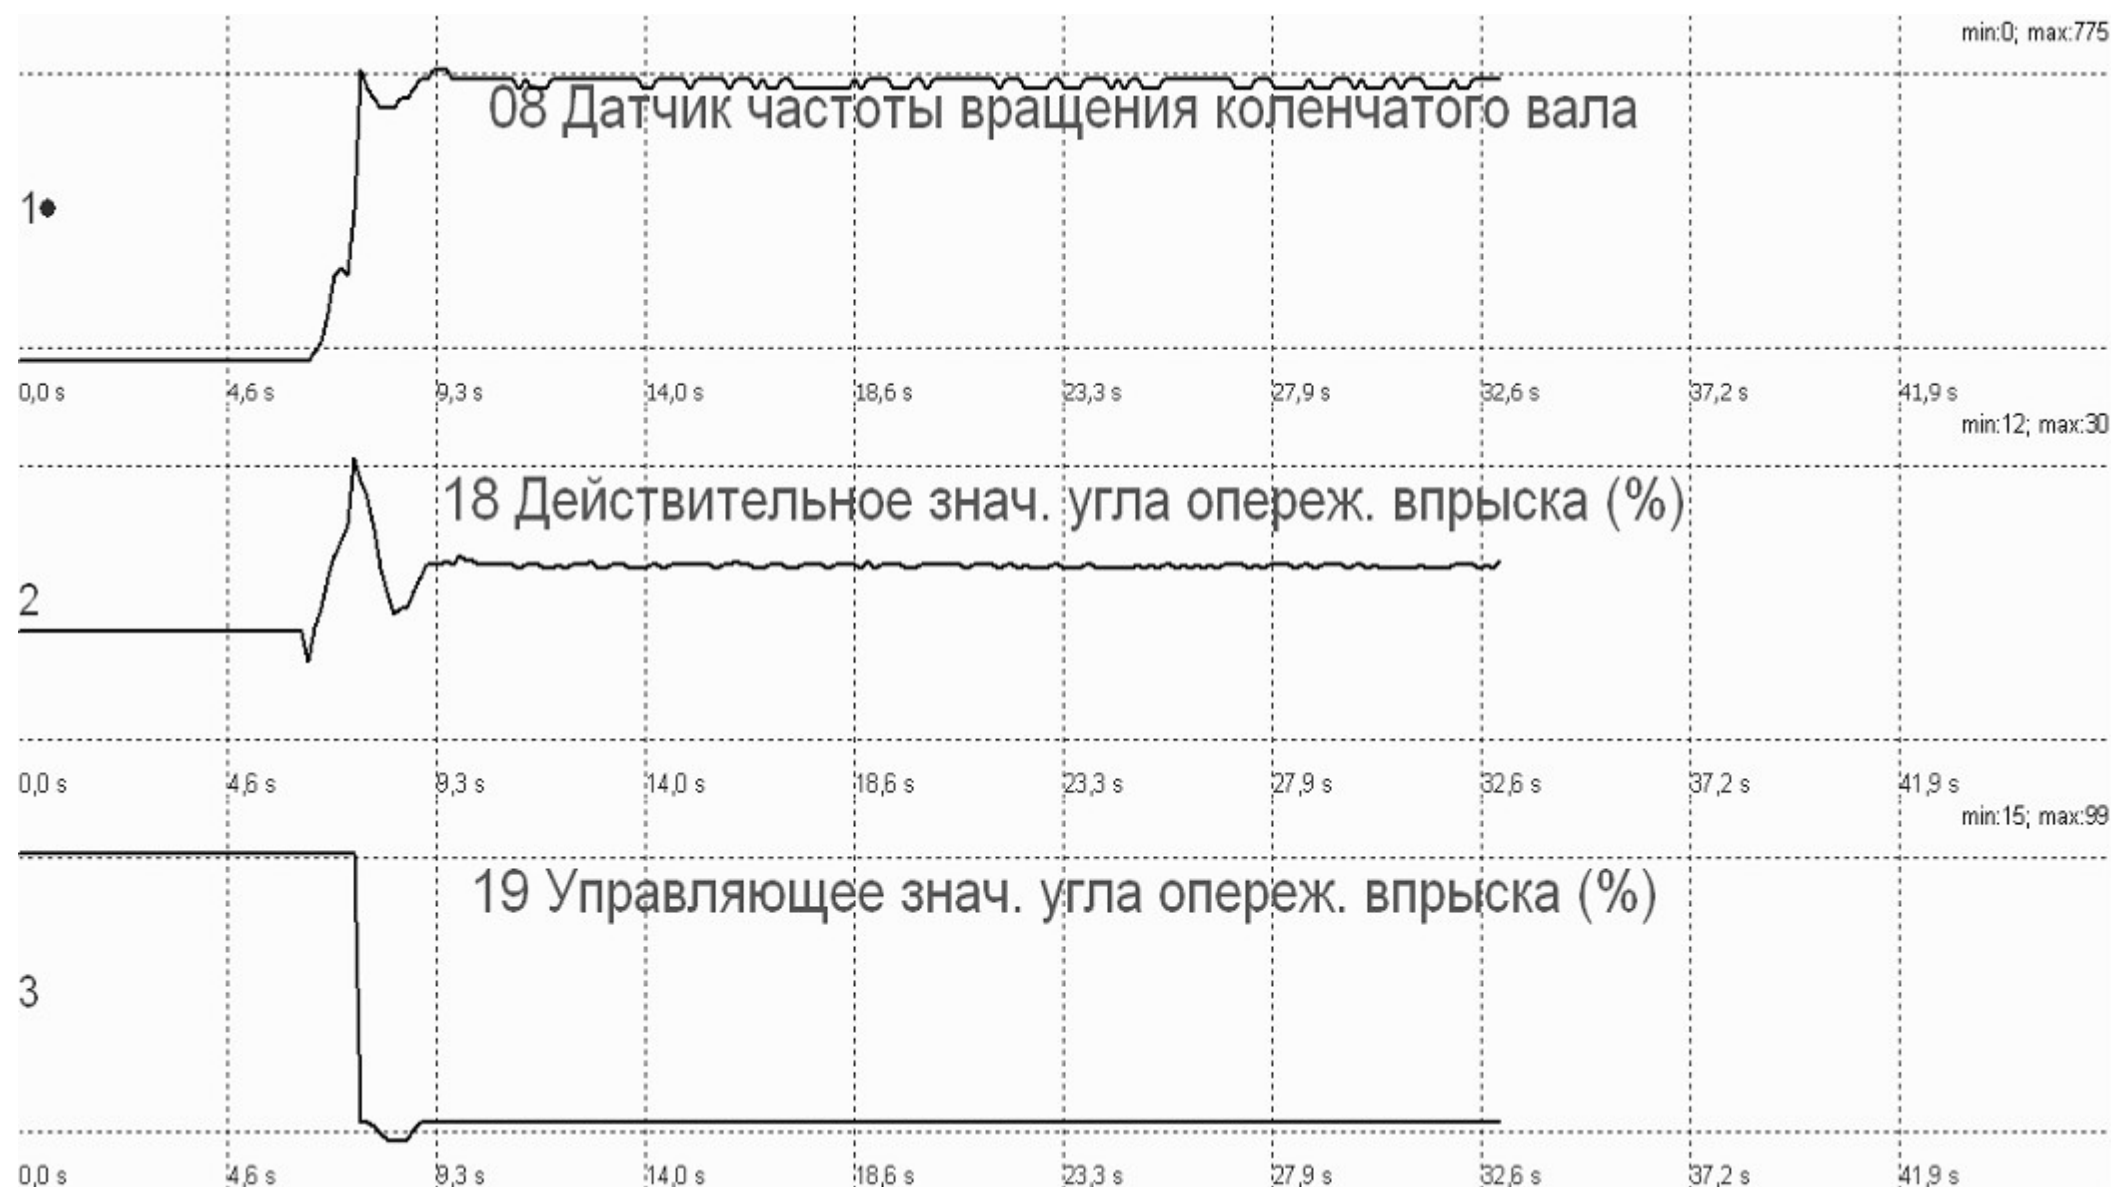 min:0; max:775
08 Датчик частоты вращения коленчатого вала
1
0,0 s 4,6 s 9,3 s 14,0 s 18,6 s 23,3 s 27,9 s 32,6 s 37,2 s 41,9 s
min:12; max:30
18 Действительное знач. угла опереж. впрыска (%)
2
0,0 s 4,6 s 9,3 s 14,0 s 18,6 s 23,3 s 27,9 s 32,6 s 37,2 s 41,9 s
min:15; max:99
19 Управляющее знач. угла опереж. впрыска (%)
3
0,0 s 4,6 s 9,3 s 14,0 s 18,6 s 23,3 s 27,9 s 32,6 s 37,2 s 41,9 s